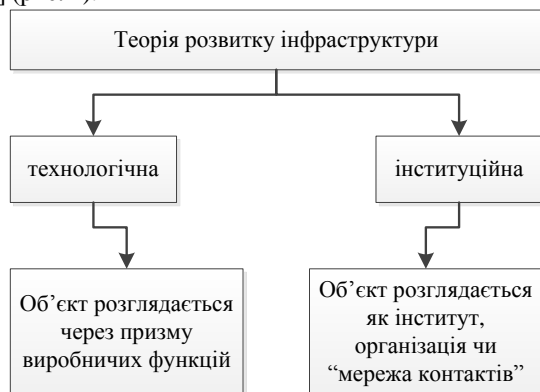 Теорія розвитку інфраструктури
технологічна
інституційна
Об’єкт розглядається
через призму
виробничих функцій
Об’єкт розглядається
як інститут,
організація чи
“мережа контактів”